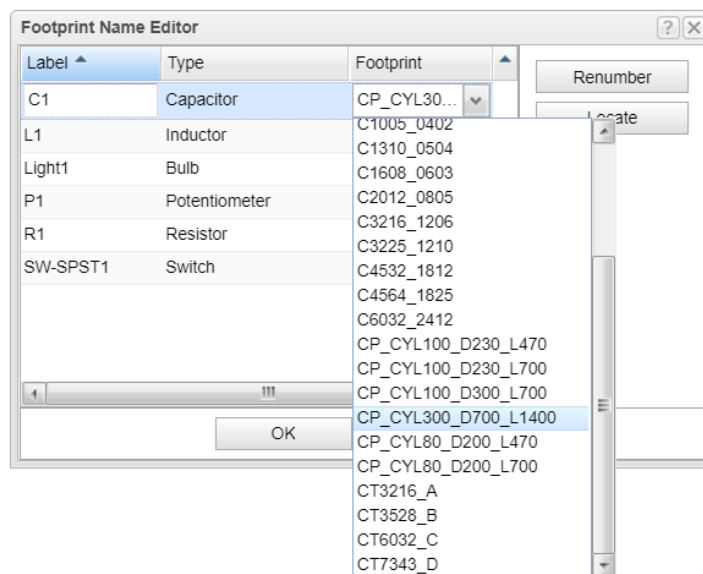 Footprint Name Editor
Label Type Footprint
C1 Capacitor CP_CYL30...
L1 Inductor
Light1 Bulb
P1 Potentiometer
R1 Resistor
SW-SPST1 Switch
Renumber
C1005_0402
C1310_0504
C1608_0603
C2012_0805
C3216_1206
C3225_1210
C4532_1812
C4564_1825
C6032_2412
CP_CYL100_D230_L470
CP_CYL100_D230_L700
CP_CYL100_D300_L700
CP_CYL300_D700_L1400
CP_CYL80_D200_L470
CP_CYL80_D200_L700
CT3216_A
CT3528_B
CT6032_C
CT7343_D
OK